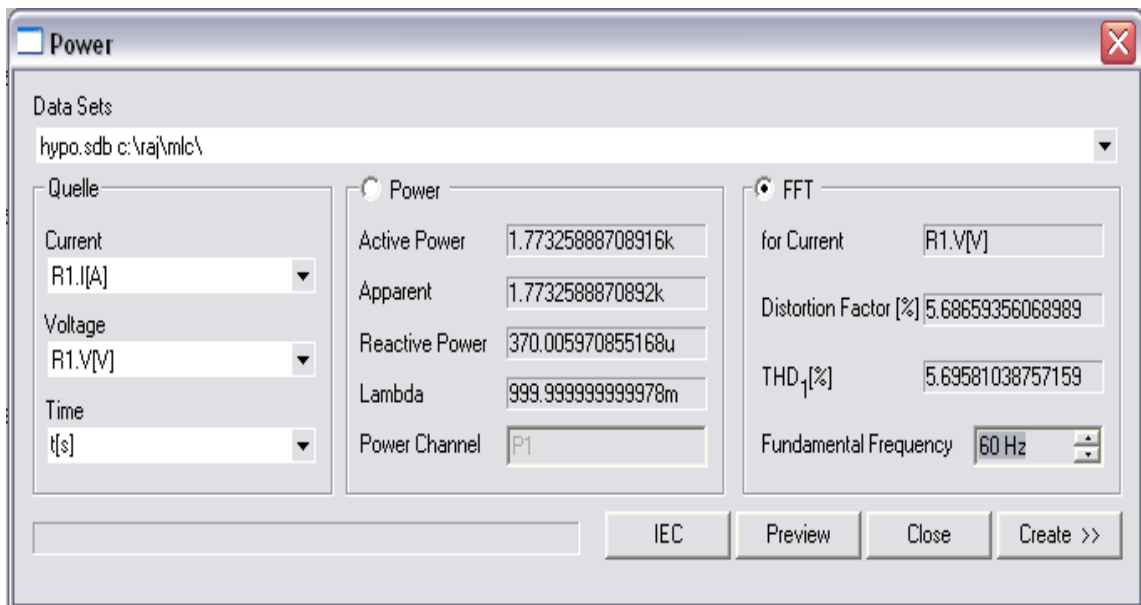 Power
Data Sets
hypo.sdb c:\raj\mlc\
Quelle
Current
R1.I[A]
Voltage
R1.V[V]
Time
t[s]
Power
Active Power 1.77325888708916k
Apparent 1.7732588870892k
Reactive Power 370.005970855168u
Lambda 999.999999999978m
Power Channel P1
FFT
for Current R1.V[V]
Distortion Factor [%] 5.68659356068989
THD1[%] 5.69581038757159
Fundamental Frequency 60 Hz
IEC Preview Close Create >>